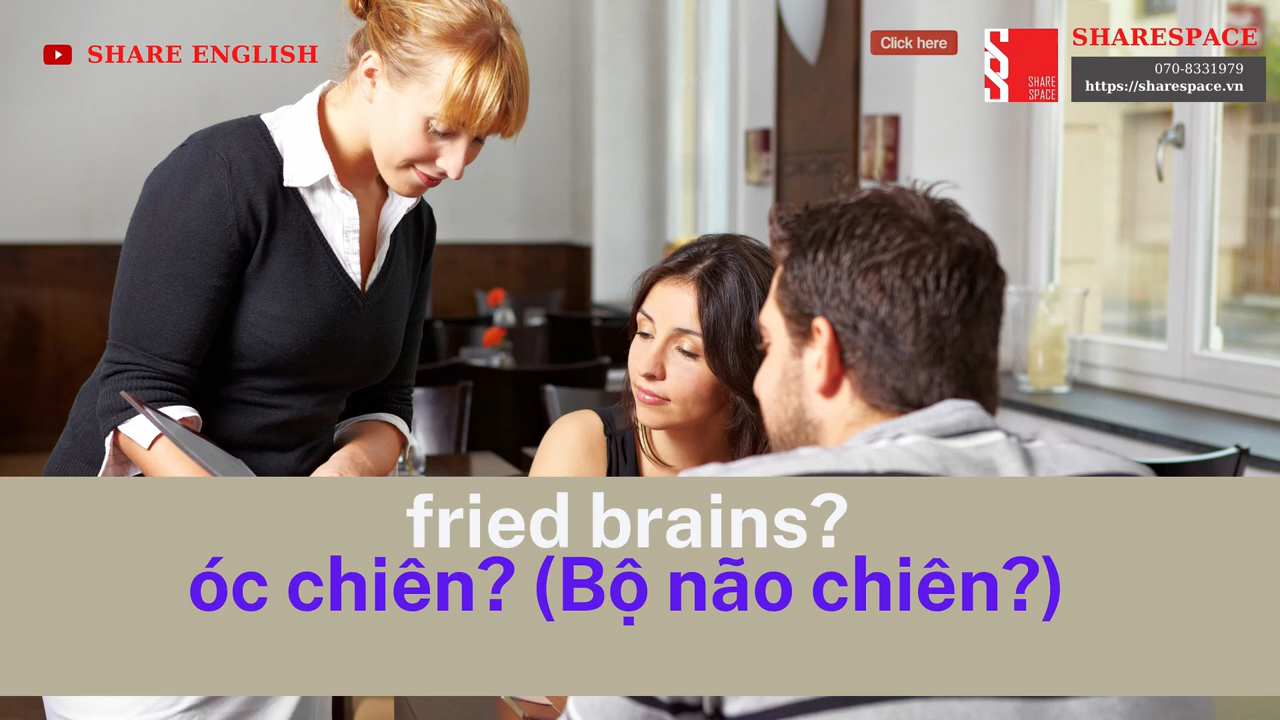 SHARE ENGLISH
Click here
SHARE
SPACE
SHARESPACE
070-8331979
https://sharespace.vn
fried brains?
óc chiên? (Bộ não chiên?)